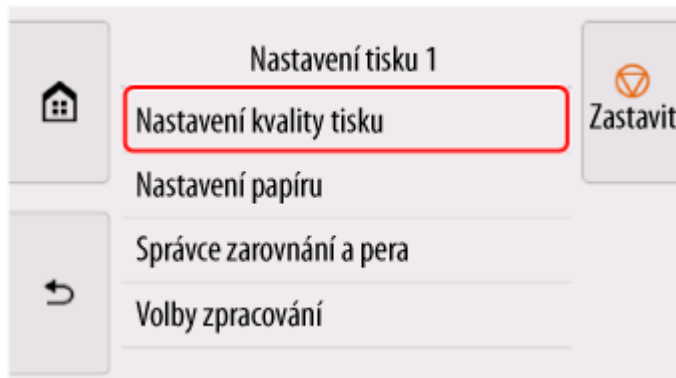 Nastavení tisku 1
Nastavení kvality tisku
Zastavit
Nastavení papíru
Správce zarovnání a pera
Volby zpracování